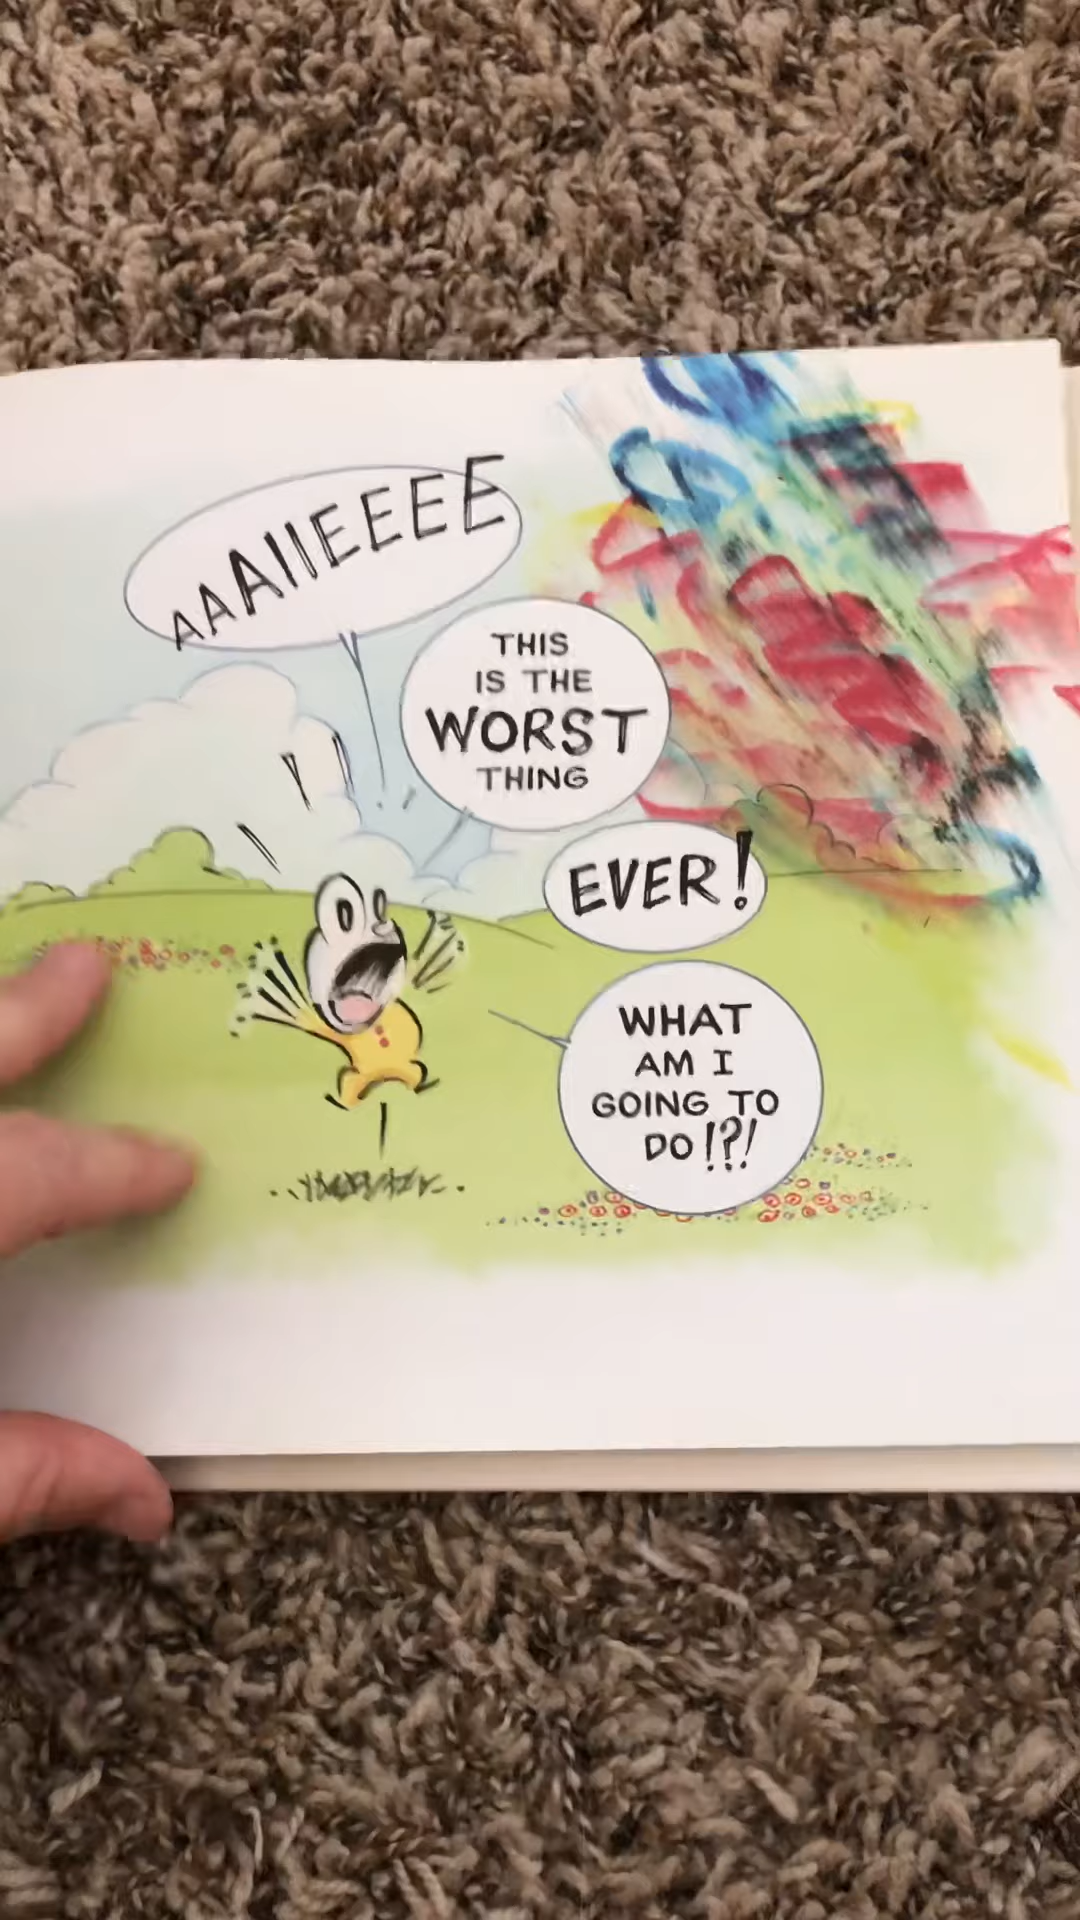 AAAIIEEEE
THIS
IS THE
WORST
THING
EVER!
WHAT
AM I
GOING TO
DO!?!